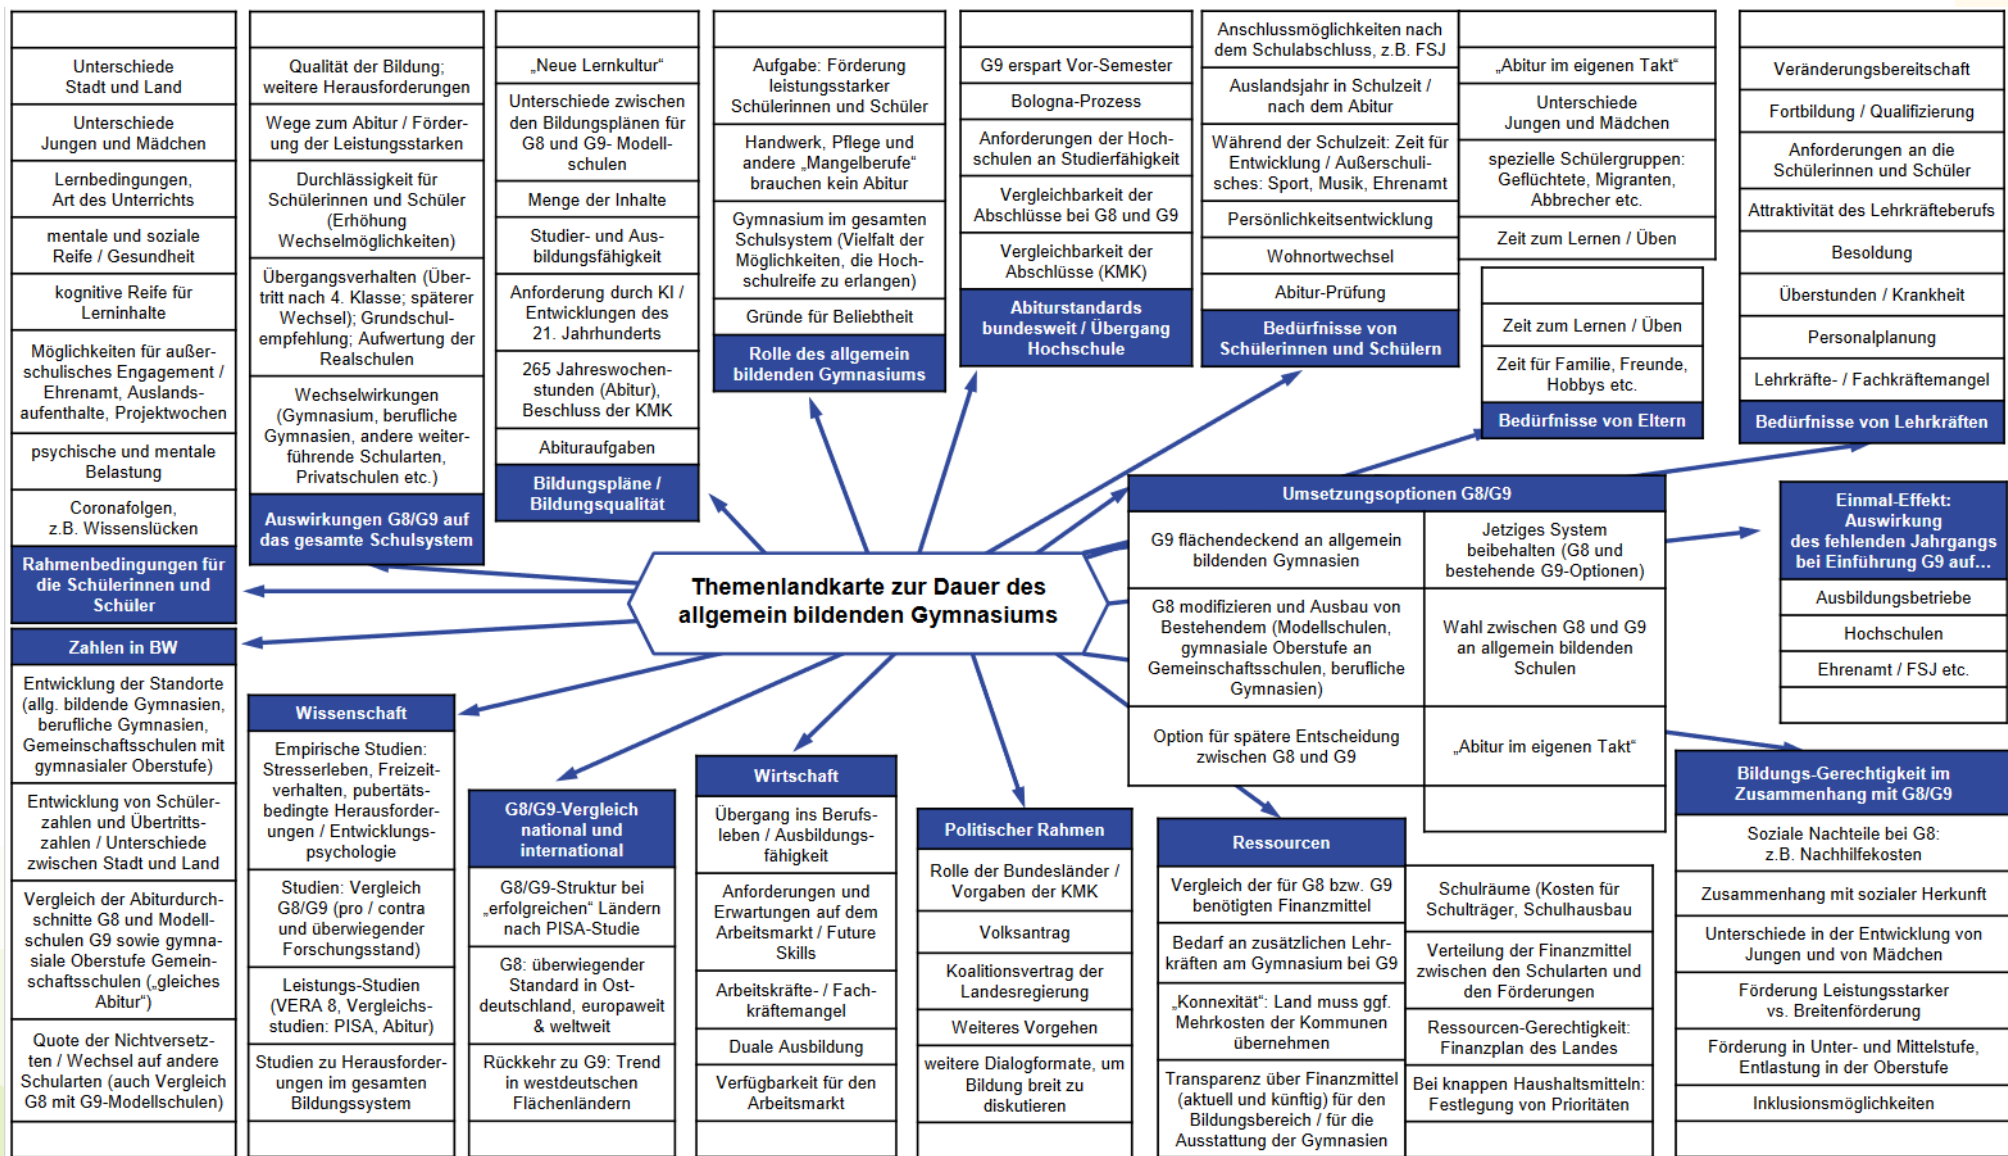 Unterschiede
Stadt und Land
Unterschiede
Jungen und Mädchen
Lernbedingungen,
Art des Unterrichts
mentale und soziale
Reife / Gesundheit
kognitive Reife für
Lerninhalte
Möglichkeiten für außer-
schulisches Engagement /
Ehrenamt, Auslands-
aufenthalte, Projektwochen
psychische und mentale
Belastung
Coronafolgen,
z.B. Wissenslücken
Rahmenbedingungen für
die Schülerinnen und
Schüler
Qualität der Bildung;
weitere Herausforderungen
Wege zum Abitur / Förder-
ung der Leistungsstarken
Durchlässigkeit für
Schülerinnen und Schüler
(Erhöhung
Wechselmöglichkeiten)
Übergangsverhalten (Über-
tritt nach 4. Klasse; späterer
Wechsel); Grundschul-
empfehlung; Aufwertung der
Realschulen
Wechselwirkungen
(Gymnasium, berufliche
Gymnasien, andere weiter-
führende Schularten,
Privatschulen etc.)
Auswirkungen G8/G9 auf
das gesamte Schulsystem
„Neue Lernkultur“
Unterschiede zwischen
den Bildungsplänen für
G8 und G9- Modell-
schulen
Menge der Inhalte
Studier- und Aus-
bildungsfähigkeit
Anforderung durch KI /
Entwicklungen des
21. Jahrhunderts
265 Jahreswochen-
stunden (Abitur),
Beschluss der KMK
Abituraufgaben
Bildungspläne /
Bildungsqualität
Aufgabe: Förderung
leistungsstarker
Schülerinnen und Schüler
Handwerk, Pflege und
andere „Mangelberufe“
brauchen kein Abitur
Gymnasium im gesamten
Schulsystem (Vielfalt der
Möglichkeiten, die Hoch-
schulreife zu erlangen)
Gründe für Beliebtheit
Rolle des allgemein
bildenden Gymnasiums
G9 erspart Vor-Semester
Bologna-Prozess
Anforderungen der Hoch-
schulen an Studierfähigkeit
Vergleichbarkeit der
Abschlüsse bei G8 und G9
Vergleichbarkeit der
Abschlüsse (KMK)
Abiturstandards
bundesweit / Übergang
Hochschule
Anschlussmöglichkeiten nach
dem Schulabschluss, z.B. FSJ
Auslandsjahr in Schulzeit /
nach dem Abitur
Während der Schulzeit: Zeit für
Entwicklung / Außerschuli-
sches: Sport, Musik, Ehrenamt
Persönlichkeitsentwicklung
Wohnortwechsel
Abitur-Prüfung
Bedürfnisse von
Schülerinnen und Schülern
„Abitur im eigenen Takt“
Unterschiede
Jungen und Mädchen
spezielle Schülergruppen:
Geflüchtete, Migranten,
Abbrecher etc.
Zeit zum Lernen / Üben
Zeit zum Lernen / Üben
Zeit für Familie, Freunde,
Hobbys etc.
Bedürfnisse von Eltern
Veränderungsbereitschaft
Fortbildung / Qualifizierung
Anforderungen an die
Schülerinnen und Schüler
Attraktivität des Lehrkräfteberufs
Besoldung
Überstunden / Krankheit
Personalplanung
Lehrkräfte- / Fachkräftemangel
Bedürfnisse von Lehrkräften
Themenlandkarte zur Dauer des
allgemein bildenden Gymnasiums
Umsetzungsoptionen G8/G9
G9 flächendeckend an allgemein
bildenden Gymnasien
Jetziges System
beibehalten (G8 und
bestehende G9-Optionen)
G8 modifizieren und Ausbau von
Bestehendem (Modellschulen,
gymnasiale Oberstufe an
Gemeinschaftsschulen, berufliche
Gymnasien)
Wahl zwischen G8 und G9
an allgemein bildenden
Schulen
Option für spätere Entscheidung
zwischen G8 und G9
„Abitur im eigenen Takt“
Einmal-Effekt:
Auswirkung
des fehlenden Jahrgangs
bei Einführung G9 auf...
Ausbildungsbetriebe
Hochschulen
Ehrenamt / FSJ etc.
Zahlen in BW
Entwicklung der Standorte
(allg. bildende Gymnasien,
berufliche Gymnasien,
Gemeinschaftsschulen mit
gymnasialer Oberstufe)
Entwicklung von Schüler-
zahlen und Übertritts-
zahlen / Unterschiede
zwischen Stadt und Land
Vergleich der Abiturdurch-
schnitte G8 und Modell-
schulen G9 sowie gymna-
siale Oberstufe Gemein-
schaftsschulen („gleiches
Abitur“)
Quote der Nichtversetz-
ten / Wechsel auf andere
Schularten (auch Vergleich
G8 mit G9-Modellschulen)
Wissenschaft
Empirische Studien:
Stresserleben, Freizeit-
verhalten, pubertäts-
bedingte Herausforder-
ungen / Entwicklungs-
psychologie
Studien: Vergleich
G8/G9 (pro / contra
und überwiegender
Forschungsstand)
Leistungs-Studien
(VERA 8, Vergleichs-
studien: PISA, Abitur)
Studien zu Herausforder-
ungen im gesamten
Bildungssystem
G8/G9-Vergleich
national und
international
G8/G9-Struktur bei
„erfolgreichen“ Ländern
nach PISA-Studie
G8: überwiegender
Standard in Ost-
deutschland, europaweit
& weltweit
Rückkehr zu G9: Trend
in westdeutschen
Flächenländern
Wirtschaft
Übergang ins Berufs-
leben / Ausbildungs-
fähigkeit
Anforderungen und
Erwartungen auf dem
Arbeitsmarkt / Future
Skills
Arbeitskräfte- / Fach-
kräftemangel
Duale Ausbildung
Verfügbarkeit für den
Arbeitsmarkt
Politischer Rahmen
Rolle der Bundesländer /
Vorgaben der KMK
Volksantrag
Koalitionsvertrag der
Landesregierung
Weiteres Vorgehen
weitere Dialogformate, um
Bildung breit zu
diskutieren
Ressourcen
Vergleich der für G8 bzw. G9
benötigten Finanzmittel
Bedarf an zusätzlichen Lehr-
kräften am Gymnasium bei G9
„Konnexität“: Land muss ggf.
Mehrkosten der Kommunen
übernehmen
Transparenz über Finanzmittel
(aktuell und künftig) für den
Bildungsbereich / für die
Ausstattung der Gymnasien
Schulräume (Kosten für
Schulträger, Schulhausbau
Verteilung der Finanzmittel
zwischen den Schularten und
den Förderungen
Ressourcen-Gerechtigkeit:
Finanzplan des Landes
Bei knappen Haushaltsmitteln:
Festlegung von Prioritäten
Bildungs-Gerechtigkeit im
Zusammenhang mit G8/G9
Soziale Nachteile bei G8:
z.B. Nachhilfekosten
Zusammenhang mit sozialer Herkunft
Unterschiede in der Entwicklung von
Jungen und von Mädchen
Förderung Leistungsstarker
vs. Breitenförderung
Förderung in Unter- und Mittelstufe,
Entlastung in der Oberstufe
Inklusionsmöglichkeiten